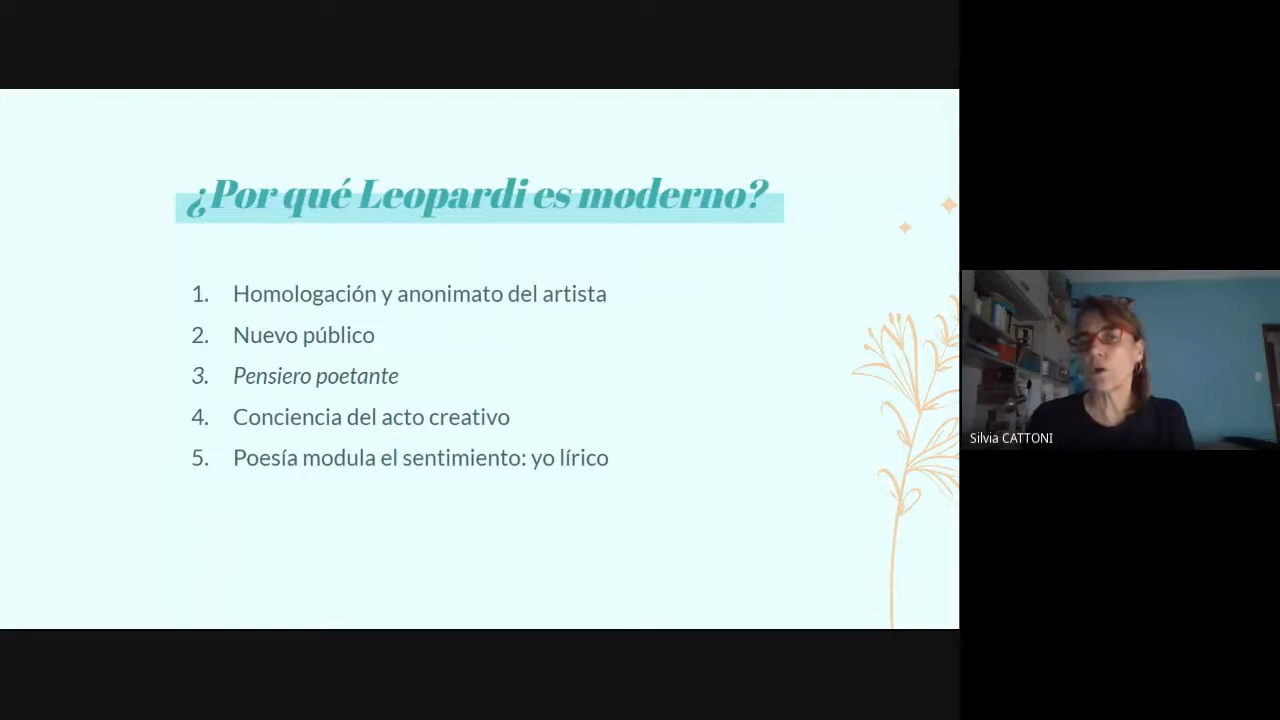 ¿Por qué Leopardi es moderno?
1. Homologación y anonimato del artista
2. Nuevo público
3. Pensiero poetante
4. Conciencia del acto creativo
5. Poesía modula el sentimiento: yo lírico
Silvia CATTONI